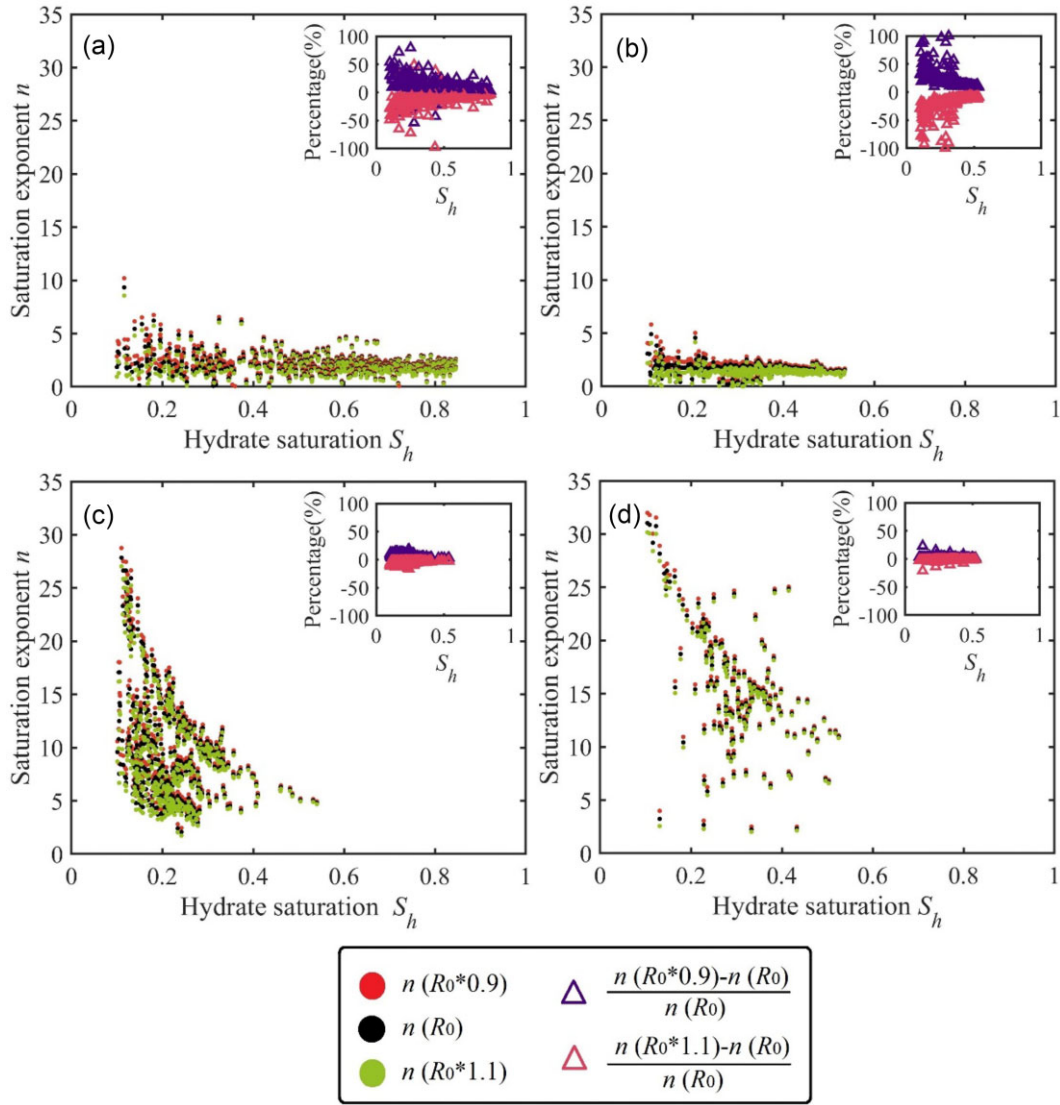 (a)
35
30
25
20
15
10
5
0
Saturation exponent n
0 0.2 0.4 0.6 0.8 1
Hydrate saturation S_h
100
50
0
-50
-100
Percentage(%)
0 0.5 1
S_h
(b)
35
30
25
20
15
10
5
0
Saturation exponent n
0 0.2 0.4 0.6 0.8 1
Hydrate saturation S_h
100
50
0
-50
-100
Percentage(%)
0 0.5 1
S_h
(c)
35
30
25
20
15
10
5
0
Saturation exponent n
0 0.2 0.4 0.6 0.8 1
Hydrate saturation S_h
100
50
0
-50
-100
Percentage(%)
0 0.5 1
S_h
(d)
35
30
25
20
15
10
5
0
Saturation exponent n
0 0.2 0.4 0.6 0.8 1
Hydrate saturation S_h
100
50
0
-50
-100
Percentage(%)
0 0.5 1
S_h
n (R0*0.9)
n (R0)
n (R0*1.1)
n (R0*0.9)-n (R0)
n (R0)
n (R0*1.1)-n (R0)
n (R0)